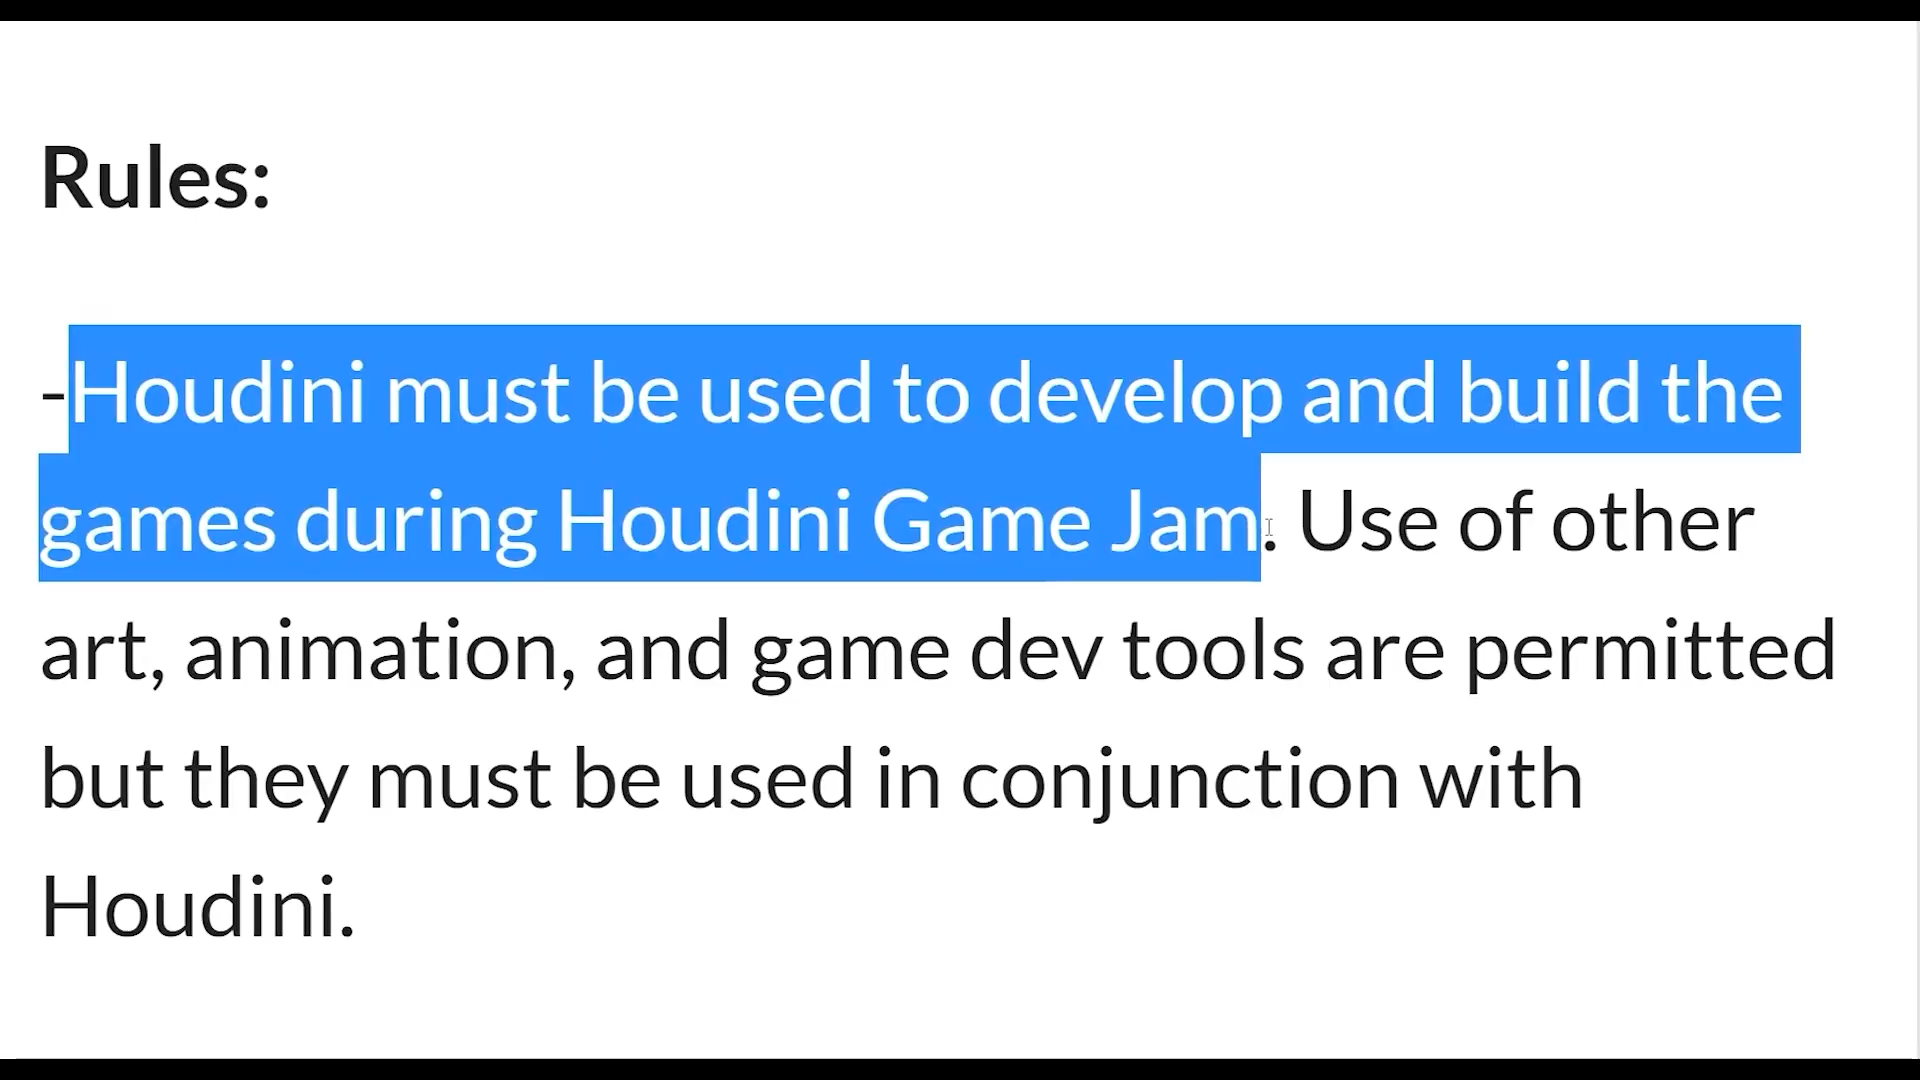 Rules:
-Houdini must be used to develop and build the
games during Houdini Game Jam. Use of other
art, animation, and game dev tools are permitted
but they must be used in conjunction with
Houdini.